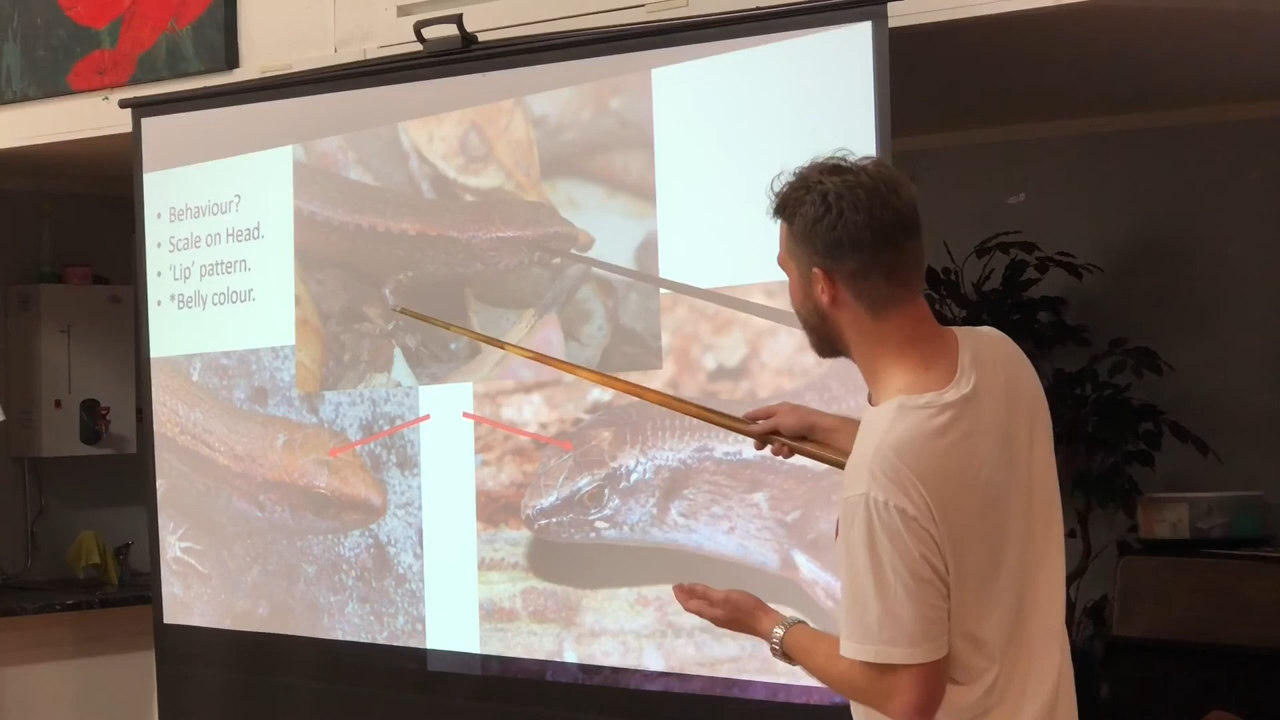 • Behaviour?
• Scale on Head.
• ‘Lip’ pattern.
• *Belly colour.